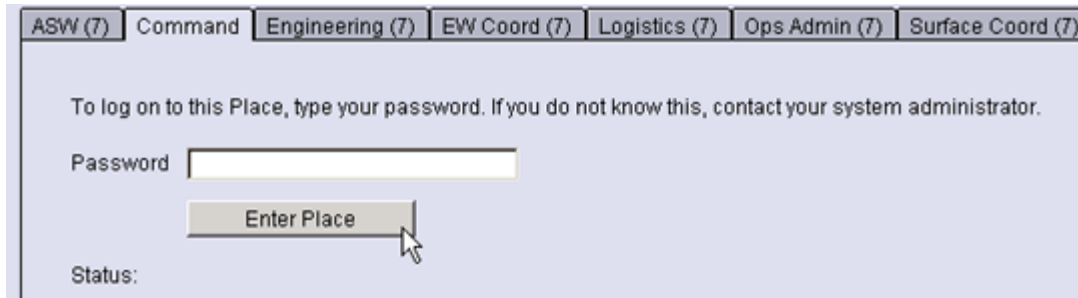 ASW (7) Command Engineering (7) EW Coord (7) Logistics (7) Ops Admin (7) Surface Coord (7)
To log on to this Place, type your password. If you do not know this, contact your system administrator.
Password
Enter Place
Status: